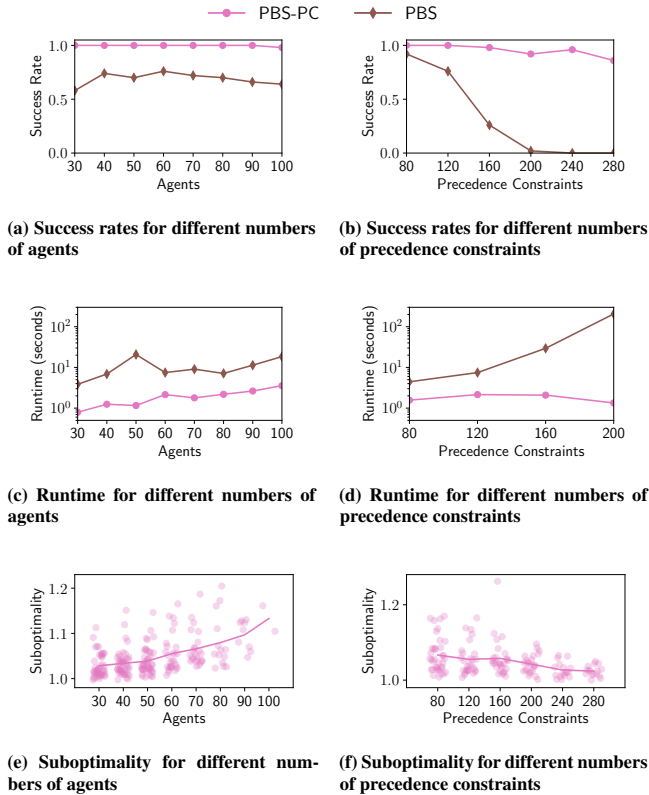 PBS-PC PBS
1.0
0.5
0.0
Success Rate
30 40 50 60 70 80 90 100
Agents
1.0
0.5
0.0
Success Rate
80 120 160 200 240 280
Precedence Constraints
(a) Success rates for different numbers
of agents
(b) Success rates for different numbers
of precedence constraints
10²
10¹
10⁰
Runtime (seconds)
30 40 50 60 70 80 90 100
Agents
10²
10¹
10⁰
Runtime (seconds)
80 120 160 200
Precedence Constraints
(c) Runtime for different numbers of
agents
(d) Runtime for different numbers of
precedence constraints
1.2
1.1
1.0
Suboptimality
30 40 50 60 70 80 90 100
Agents
1.2
1.0
Suboptimality
80 120 160 200 240 280
Precedence Constraints
(e) Suboptimality for different num-
bers of agents
(f) Suboptimality for different numbers
of precedence constraints